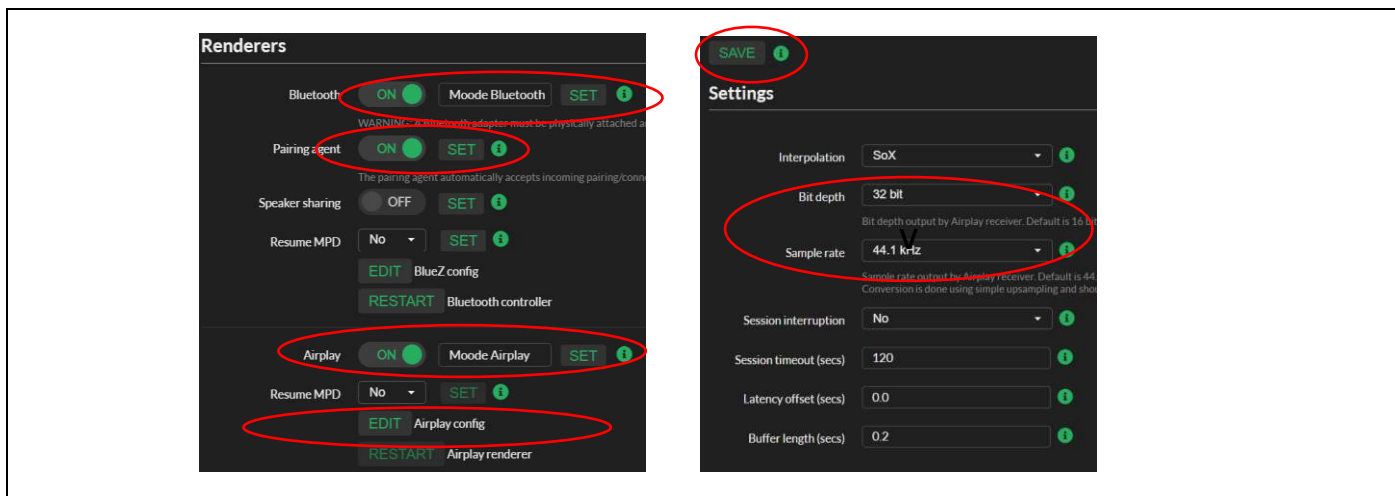 Renderers
Bluetooth ON Moode Bluetooth SET
WARNING: A Bluetooth adapter must be physically attached a
Pairing agent ON SET
The pairing agent automatically accepts incoming pairing/conne
Speaker sharing OFF SET
Resume MPD No SET
EDIT BlueZ config
RESTART Bluetooth controller
Airplay ON Moode Airplay SET
Resume MPD No SET
EDIT Airplay config
RESTART Airplay renderer
SAVE
Settings
Interpolation SoX
Bit depth 32 bit
Bit depth output by Airplay receiver. Default is 16 bit
V
Sample rate 44.1 kHz
Sample rate output by Airplay receiver. Default is 44.
Conversion is done using simple upsampling and shou
Session interruption No
Session timeout (secs) 120
Latency offset (secs) 0.0
Buffer length (secs) 0.2